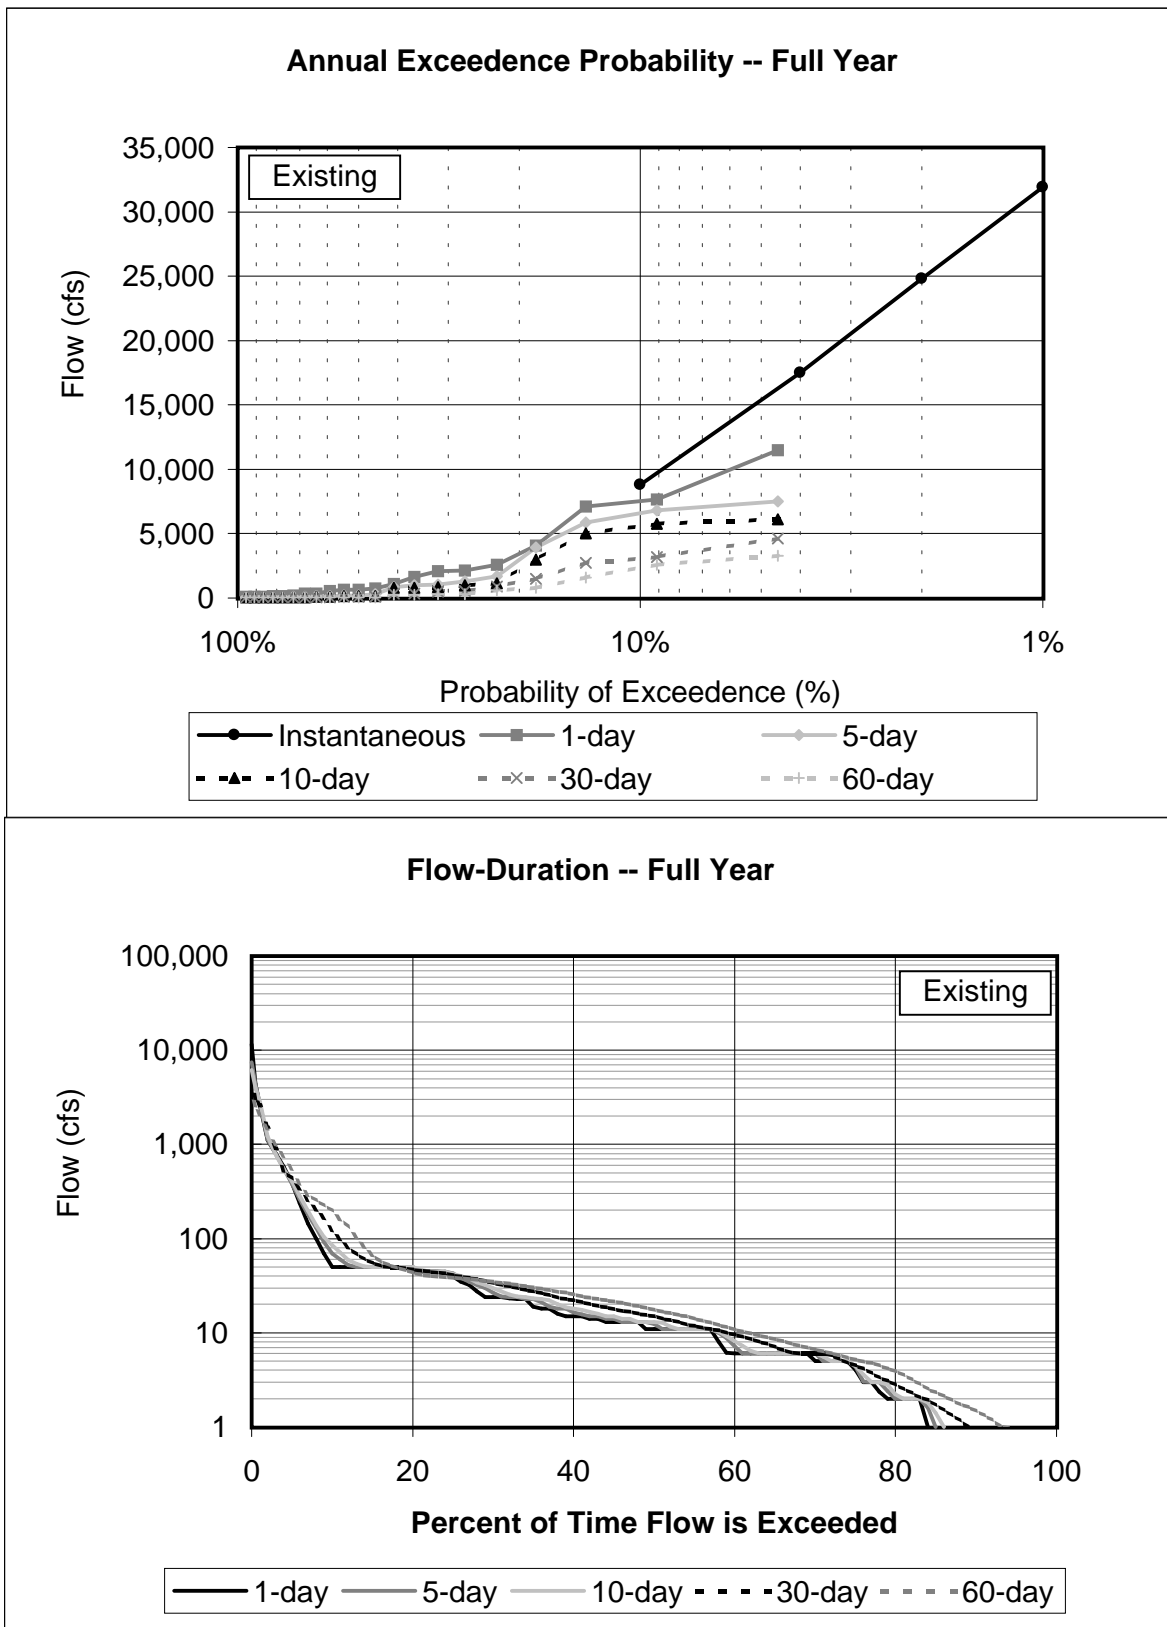 Annual Exceedence Probability -- Full Year
35,000
Existing
30,000
25,000
20,000
15,000
10,000
5,000
0
Flow (cfs)
100% 10% 1%
Probability of Exceedence (%)
Instantaneous 1-day 5-day
10-day 30-day 60-day
Flow-Duration -- Full Year
100,000
Existing
10,000
1,000
100
10
1
Flow (cfs)
0 20 40 60 80 100
Percent of Time Flow is Exceeded
1-day 5-day 10-day 30-day 60-day